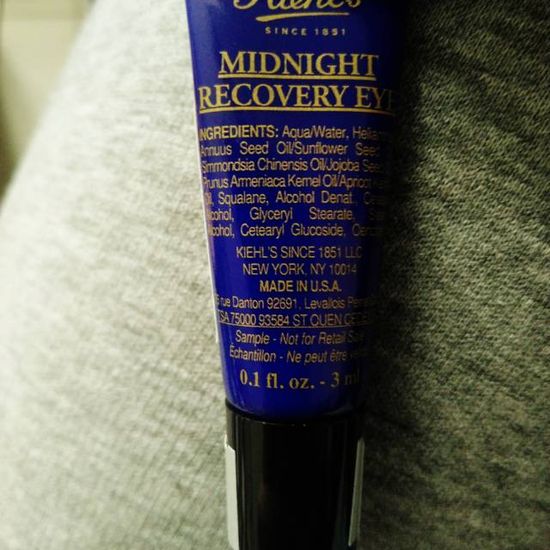 Kiehl's
SINCE 1851
MIDNIGHT
RECOVERY EYE
INGREDIENTS: Aqua/Water,
Annuus Seed Oil/Sunflower Seed
Simmondsia Chinensis Oil/Jojoba Seed
Prunus Armeniaca Kernel Oil/Apricot
Oil, Squalane, Alcohol Denat.,
Alcohol, Glyceryl Stearate,
Alcohol, Cetearyl Glucoside,
KIEHL'S SINCE 1851 LLC
NEW YORK, NY 10014
MADE IN U.S.A.
rue Danton 92691, Levallois
TSA 75000 93584 ST OUEN
Sample - Not for Retail
Échantillon - Ne peut être
0.1 fl. oz. - 3 ml